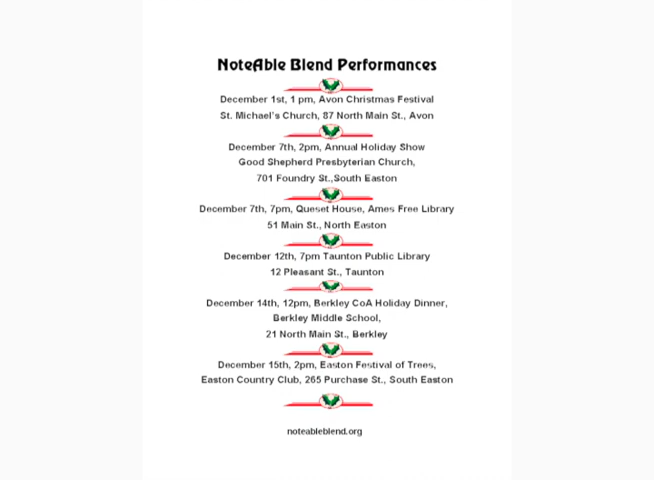 NoteAble Blend Performances
December 1st, 1 pm, Avon Christmas Festival
St. Michael's Church, 87 North Main St., Avon
December 7th, 2pm, Annual Holiday Show
Good Shepherd Presbyterian Church,
701 Foundry St.,South Easton
December 7th, 7pm, Queset House, Ames Free Library
51 Main St., North Easton
December 12th, 7pm Taunton Public Library
12 Pleasant St., Taunton
December 14th, 12pm, Berkley CoA Holiday Dinner,
Berkley Middle School,
21 North Main St., Berkley
December 15th, 2pm, Easton Festival of Trees,
Easton Country Club, 265 Purchase St., South Easton
noteableblend.org